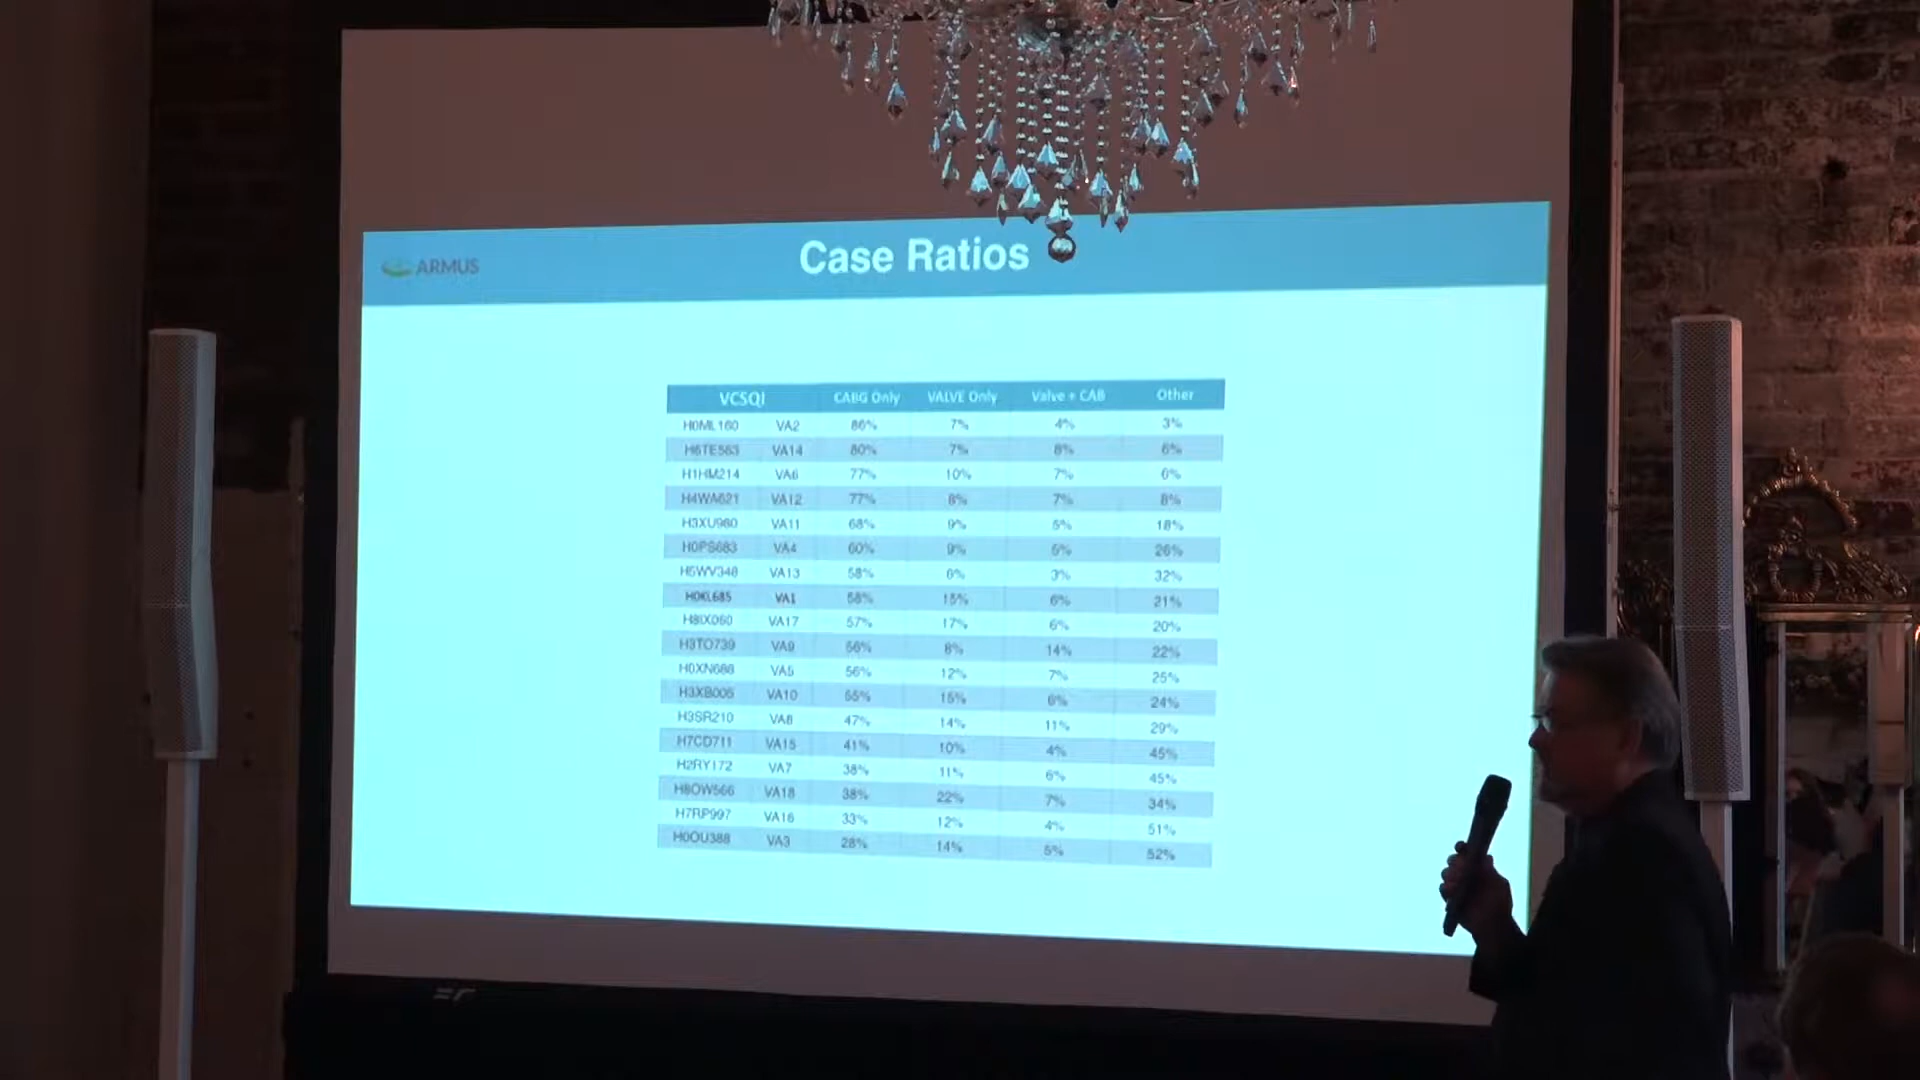 ARMUS
Case Ratios
VCSQI CABG Only VALVE Only Valve + CAB Other
H0ML160 VA2 86% 7% 4% 3%
H6TE563 VA14 80% 7% 8% 6%
H1HM214 VA6 77% 10% 7% 6%
H4WA621 VA12 77% 8% 7% 8%
H3XU980 VA11 68% 9% 5% 18%
H0PS683 VA4 60% 9% 5% 26%
H5WV348 VA13 58% 6% 3% 32%
VA1 58% 15% 6% 21%
H8IX060 VA17 57% 17% 6% 20%
H3TO739 VA9 56% 8% 14% 22%
H0XN688 VA5 56% 12% 7% 25%
H3XB005 VA10 55% 15% 6% 24%
H3SR210 VA8 47% 14% 11% 29%
H7CD711 VA15 41% 10% 4% 45%
H2RY172 VA7 38% 11% 6% 45%
H8OW566 VA18 38% 22% 7% 34%
H7RP997 VA16 33% 12% 4% 51%
H0OU388 VA3 28% 14% 5% 52%